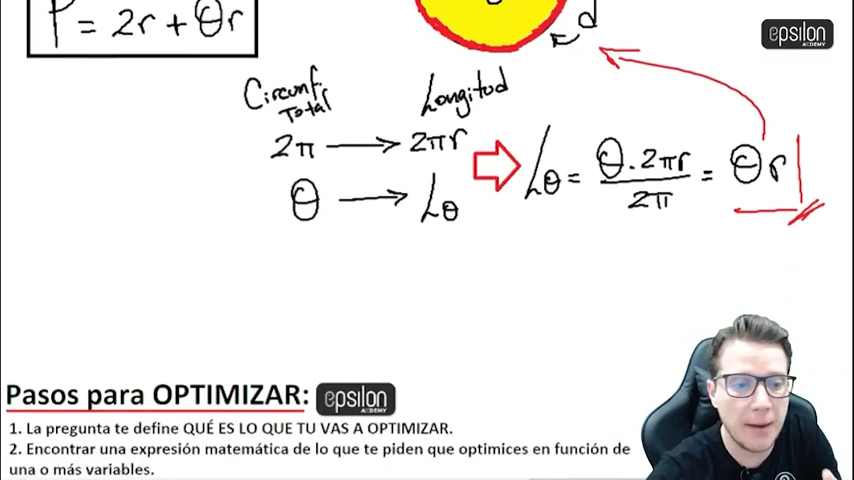 P = 2r + θr
d
epsilon
ACADEMY
Circunf. Total
Longitud
2π → 2πr
θ → Lθ
Lθ = θ.2πr / 2π = θr
Pasos para OPTIMIZAR:
epsilon
ACADEMY
1. La pregunta te define QUÉ ES LO QUE TU VAS A OPTIMIZAR.
2. Encontrar una expresión matemática de lo que te piden que optimices en función de
una o más variables.